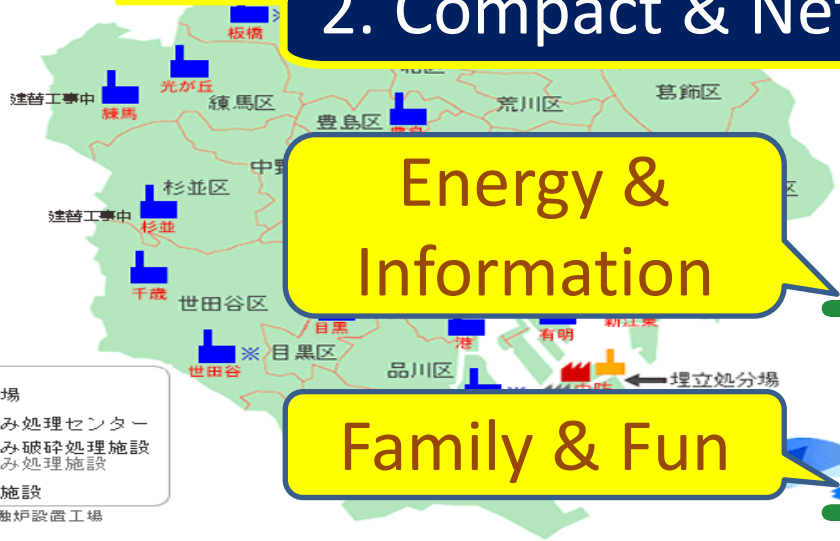 2. Compact & Ne
板橋
※
光が丘
建替工事中
練馬
練馬区
豊島区
荒川区
葛飾区
中野
杉並区
建替工事中
杉並
区
Energy &
Information
千歳
世田谷区
目黒
目黒区
※
世田谷
港
有明
新江東
品川区
埋立処分場
場
み処理センター
み破砕処理施設
み処理施設
施設
融炉設置工場
Family & Fun